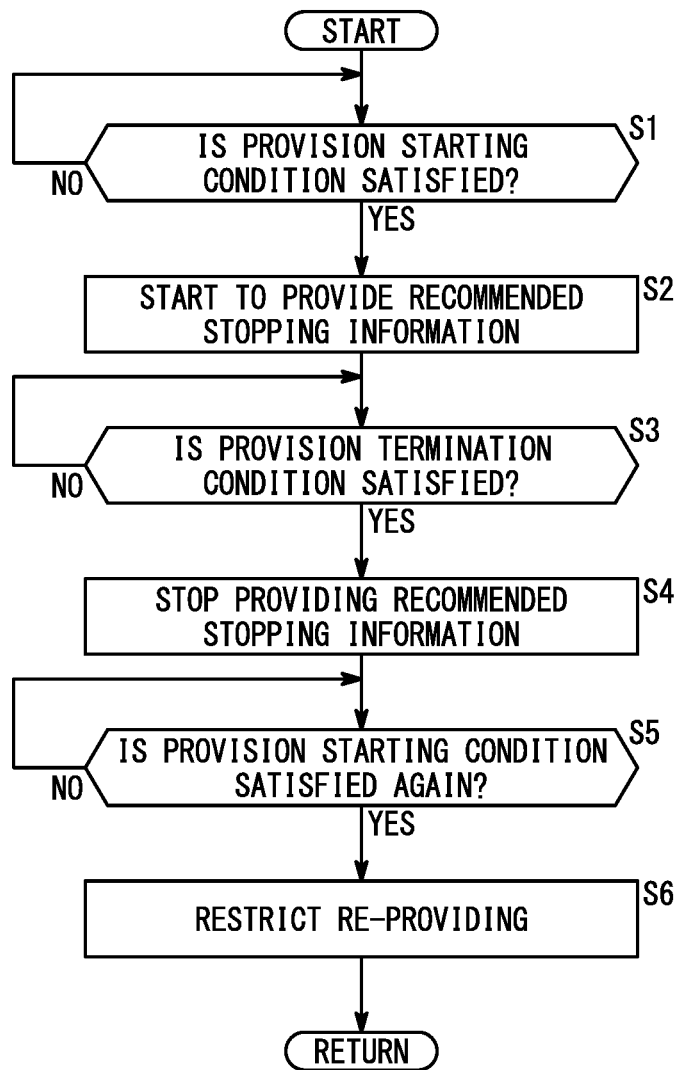 START
S1
IS PROVISION STARTING
CONDITION SATISFIED?
NO
YES
S2
START TO PROVIDE RECOMMENDED
STOPPING INFORMATION
S3
IS PROVISION TERMINATION
CONDITION SATISFIED?
NO
YES
S4
STOP PROVIDING RECOMMENDED
STOPPING INFORMATION
S5
IS PROVISION STARTING CONDITION
SATISFIED AGAIN?
NO
YES
S6
RESTRICT RE-PROVIDING
RETURN